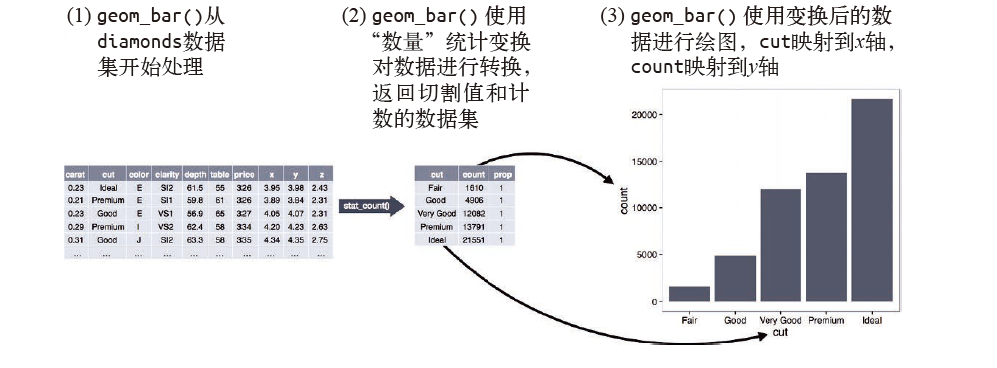 (1) geom_bar()从
diamonds数据
集开始处理
(2) geom_bar() 使用
“数量”统计变换
对数据进行转换，
返回切割值和计
数的数据集
(3) geom_bar() 使用变换后的数
据进行绘图，cut映射到x轴，
count映射到y轴
carat cut color clarity depth table price x y z
0.23 Ideal E SI2 61.5 55 326 3.95 3.98 2.43
0.21 Premium E SI1 59.8 61 326 3.89 3.84 2.31
0.23 Good E VS1 56.9 65 327 4.05 4.07 2.31
0.29 Premium I VS2 62.4 58 334 4.20 4.23 2.63
0.31 Good J SI2 63.3 58 335 4.34 4.35 2.75
... ... ... ... ... ... ... ... ... ...
stat_count()
cut count prop
Fair 1610 1
Good 4906 1
Very Good 12082 1
Premium 13791 1
Ideal 21551 1
count
20000
15000
10000
5000
0
Fair Good Very Good Premium Ideal
cut